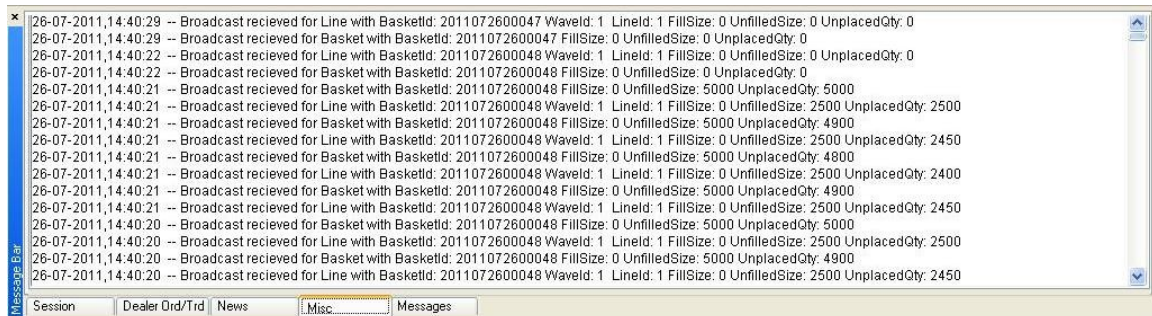 26-07-2011,14:40:29 -- Broadcast recieved for Line with BasketId: 2011072600047 WaveId: 1 LineId: 1 FillSize: 0 UnfilledSize: 0 UnplacedQty: 0
26-07-2011,14:40:29 -- Broadcast recieved for Basket with BasketId: 2011072600047 FillSize: 0 UnfilledSize: 0 UnplacedQty: 0
26-07-2011,14:40:22 -- Broadcast recieved for Line with BasketId: 2011072600048 WaveId: 1 LineId: 1 FillSize: 0 UnfilledSize: 0 UnplacedQty: 0
26-07-2011,14:40:22 -- Broadcast recieved for Basket with BasketId: 2011072600048 FillSize: 0 UnfilledSize: 0 UnplacedQty: 0
26-07-2011,14:40:21 -- Broadcast recieved for Basket with BasketId: 2011072600048 FillSize: 0 UnfilledSize: 5000 UnplacedQty: 5000
26-07-2011,14:40:21 -- Broadcast recieved for Line with BasketId: 2011072600048 WaveId: 1 LineId: 1 FillSize: 0 UnfilledSize: 2500 UnplacedQty: 2500
26-07-2011,14:40:21 -- Broadcast recieved for Basket with BasketId: 2011072600048 FillSize: 0 UnfilledSize: 5000 UnplacedQty: 4900
26-07-2011,14:40:21 -- Broadcast recieved for Line with BasketId: 2011072600048 WaveId: 1 LineId: 1 FillSize: 0 UnfilledSize: 2500 UnplacedQty: 2450
26-07-2011,14:40:21 -- Broadcast recieved for Basket with BasketId: 2011072600048 FillSize: 0 UnfilledSize: 5000 UnplacedQty: 4800
26-07-2011,14:40:21 -- Broadcast recieved for Line with BasketId: 2011072600048 WaveId: 1 LineId: 1 FillSize: 0 UnfilledSize: 2500 UnplacedQty: 2400
26-07-2011,14:40:21 -- Broadcast recieved for Basket with BasketId: 2011072600048 FillSize: 0 UnfilledSize: 5000 UnplacedQty: 4900
26-07-2011,14:40:21 -- Broadcast recieved for Line with BasketId: 2011072600048 WaveId: 1 LineId: 1 FillSize: 0 UnfilledSize: 2500 UnplacedQty: 2450
26-07-2011,14:40:20 -- Broadcast recieved for Basket with BasketId: 2011072600048 FillSize: 0 UnfilledSize: 5000 UnplacedQty: 5000
26-07-2011,14:40:20 -- Broadcast recieved for Line with BasketId: 2011072600048 WaveId: 1 LineId: 1 FillSize: 0 UnfilledSize: 2500 UnplacedQty: 2500
26-07-2011,14:40:20 -- Broadcast recieved for Basket with BasketId: 2011072600048 FillSize: 0 UnfilledSize: 5000 UnplacedQty: 4900
26-07-2011,14:40:20 -- Broadcast recieved for Line with BasketId: 2011072600048 WaveId: 1 LineId: 1 FillSize: 0 UnfilledSize: 2500 UnplacedQty: 2450
Message Bar
Session Dealer Ord/Trd News Misc Messages